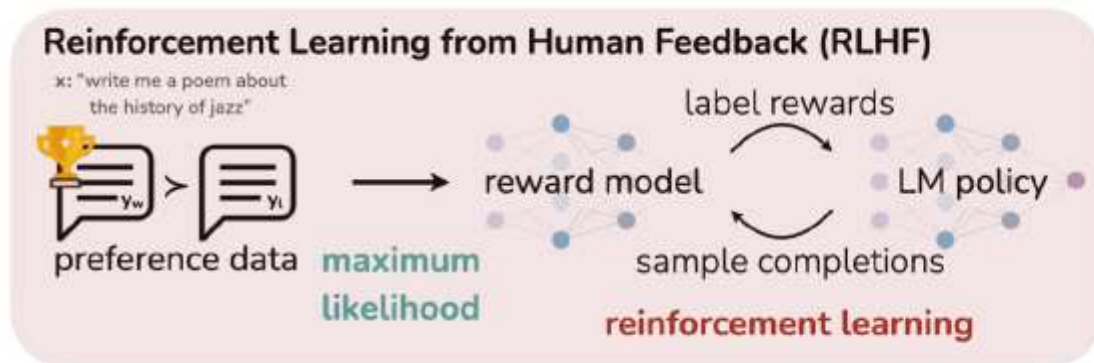 Reinforcement Learning from Human Feedback (RLHF)
x: "write me a poem about
the history of jazz"
label rewards
yw
>
yl
reward model
LM policy
preference data
maximum
likelihood
sample completions
reinforcement learning